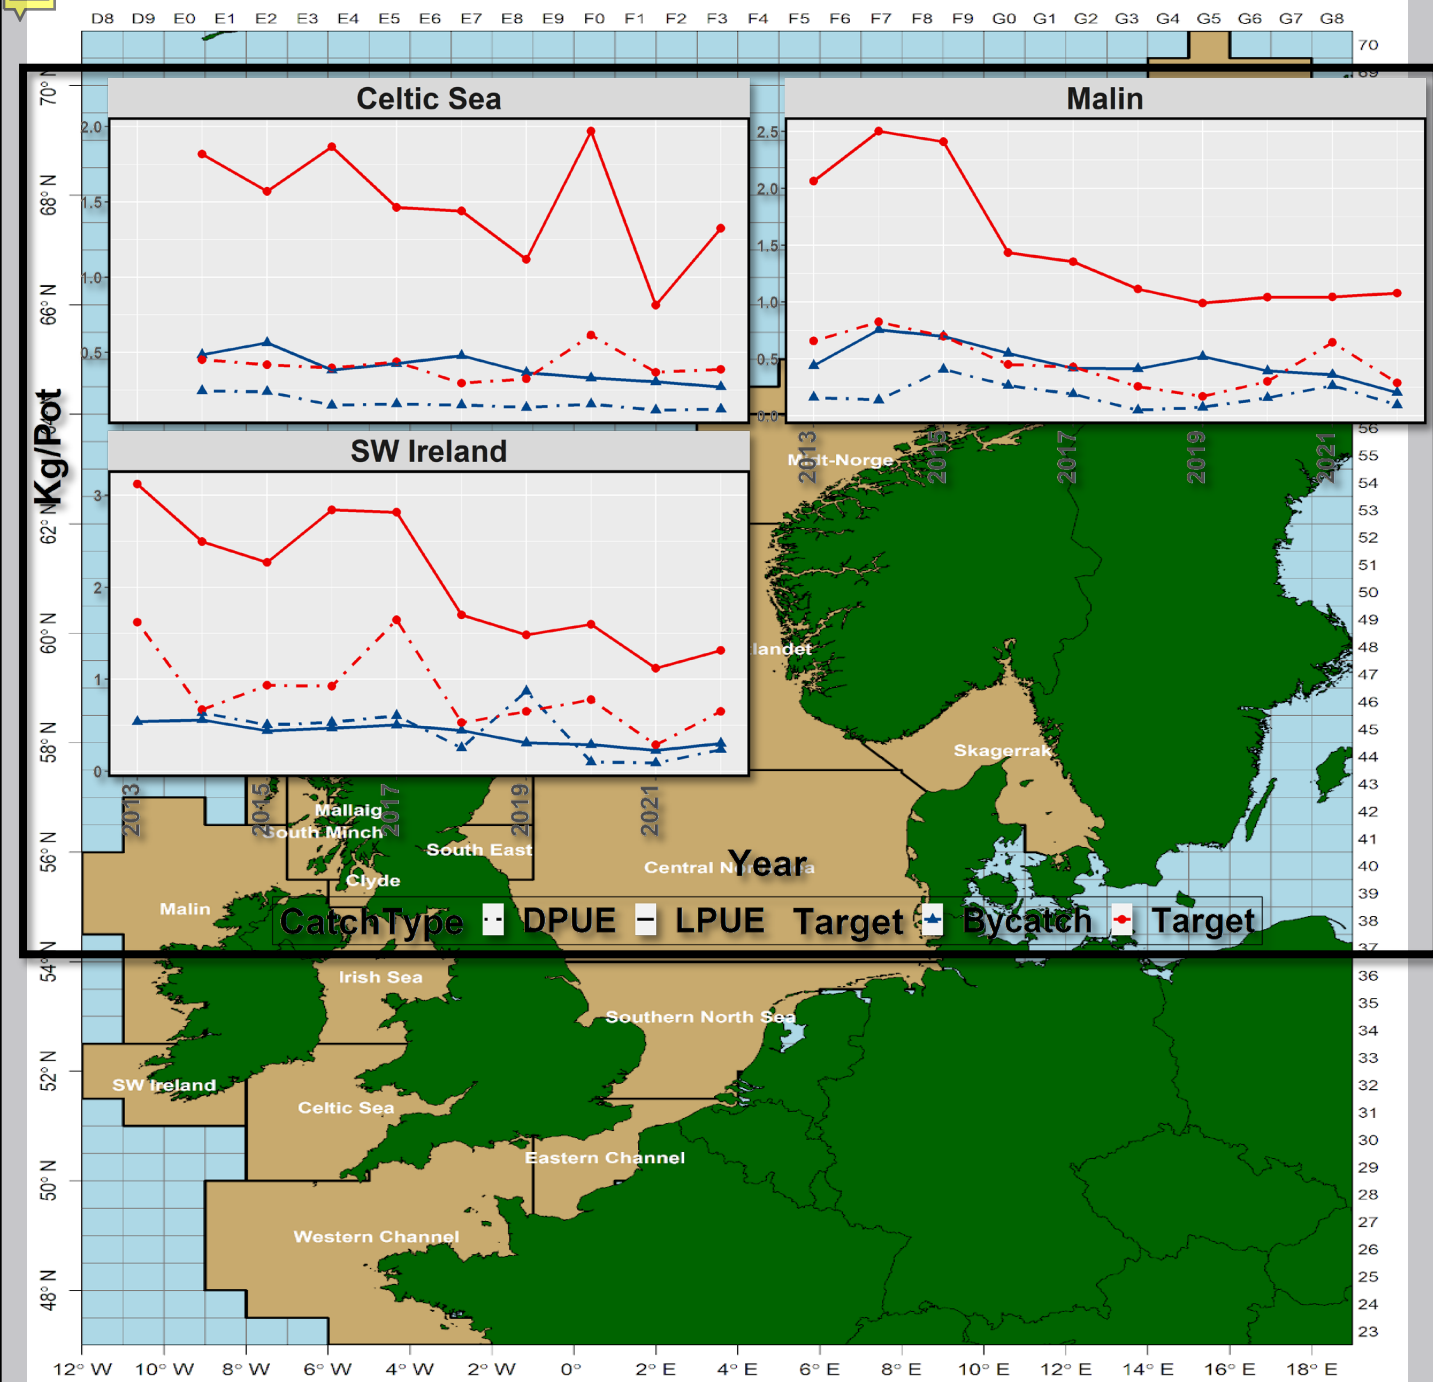 D8 D9 E0 E1 E2 E3 E4 E5 E6 E7 E8 E9 F0 F1 F2 F3 F4 F5 F6 F7 F8 F9 G0 G1 G2 G3 G4 G5 G6 G7 G8
70
69
70° N
68° N
66° N
62° N
60° N
58° N
56° N
54° N
52° N
50° N
48° N
Kg/Pot
Celtic Sea
2.0
1.5
1.0
0.5
Malin
2.5
2.0
1.5
1.0
0.5
0.0
2013 2015 2017 2019 2021
SW Ireland
3
2
1
0
2013 2015 2017 2019 2021
56
55
54
53
52
51
50
49
48
47
46
45
44
43
42
41
40
39
38
37
36
35
34
33
32
31
30
29
28
27
26
25
24
23
Midt-Norge
Skagerrak
Mallaig
South Minch
South East
Clyde
Malin
Year
CatchType DPUE LPUE Target Bycatch Target
Irish Sea
Southern North Sea
SW Ireland
Celtic Sea
Eastern Channel
Western Channel
12° W 10° W 8° W 6° W 4° W 2° W 0° 2° E 4° E 6° E 8° E 10° E 12° E 14° E 16° E 18° E